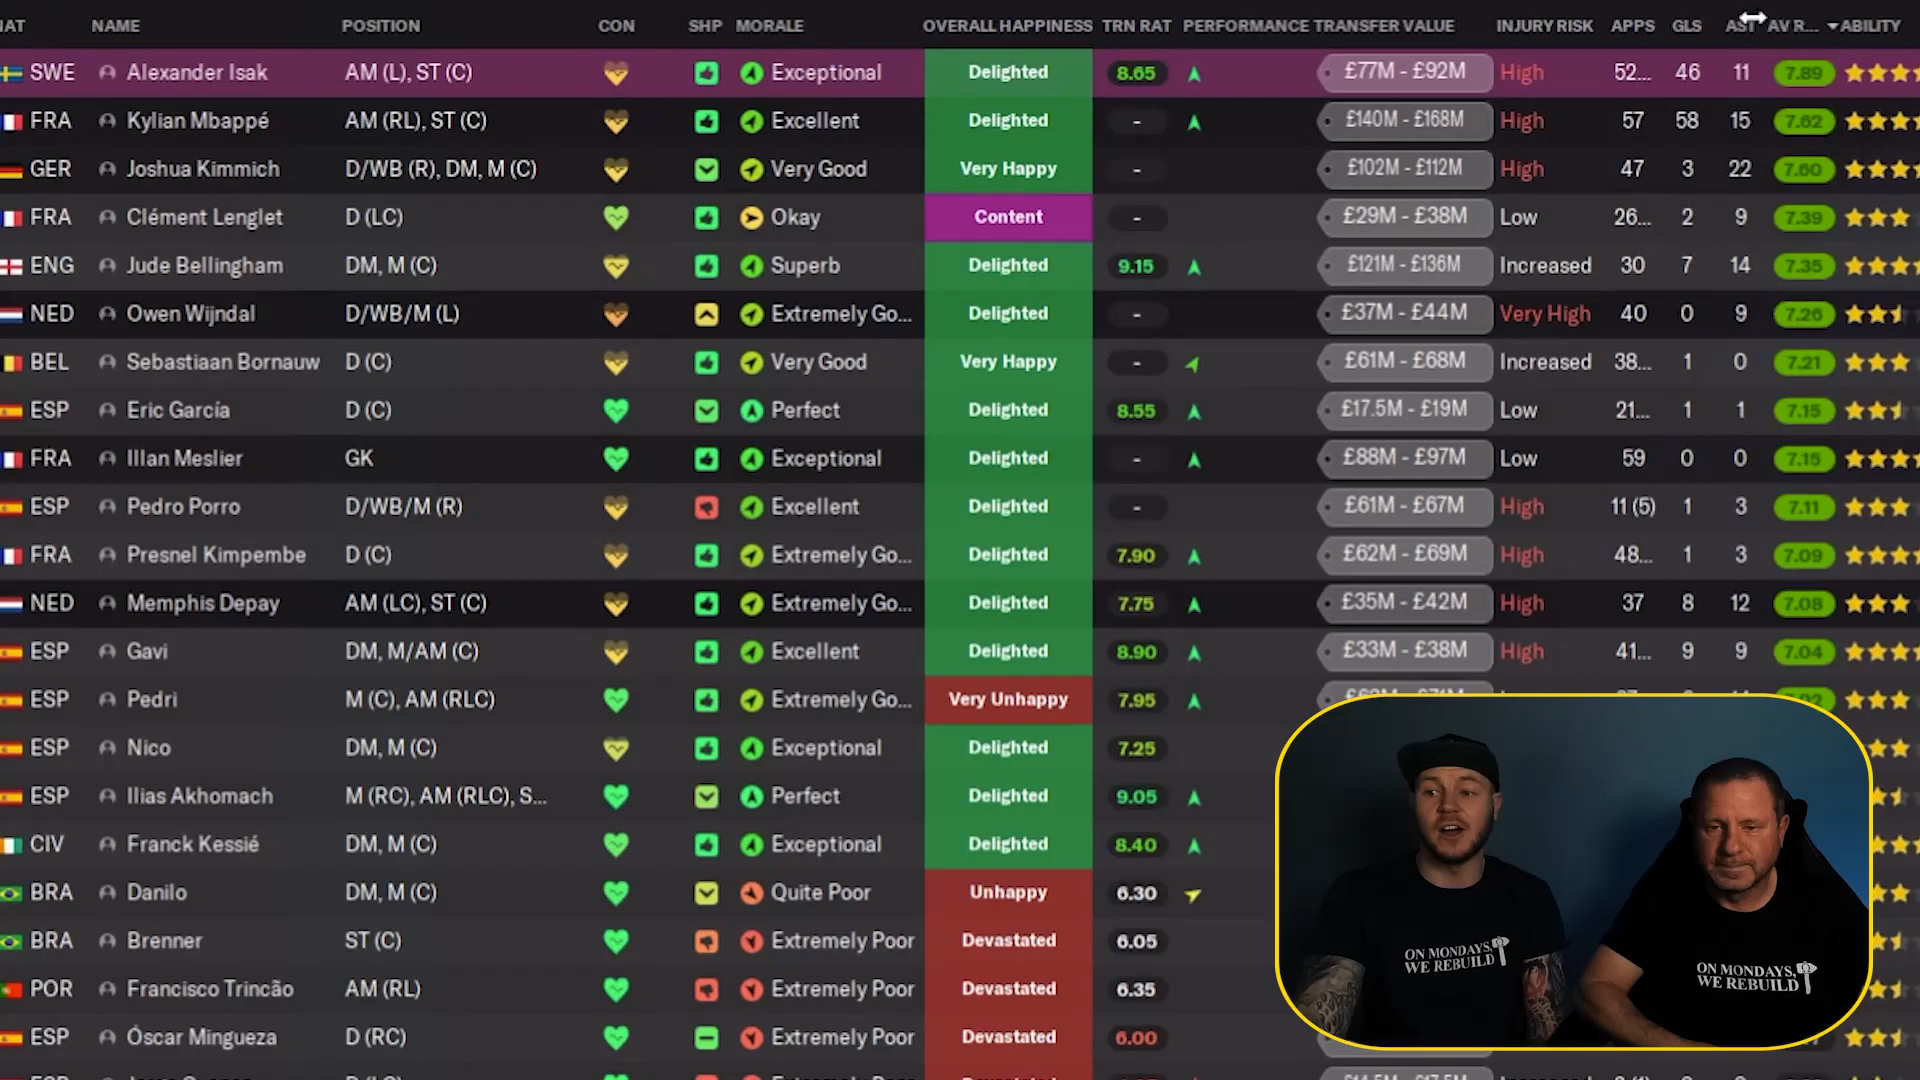 NAT NAME POSITION CON SHP MORALE OVERALL HAPPINESS TRN RAT PERFORMANCE TRANSFER VALUE INJURY RISK APPS GLS AST AV R... ABILITY
SWE Alexander Isak AM (L), ST (C) Exceptional Delighted 8.65 £77M - £92M High 52... 46 11 7.89
FRA Kylian Mbappé AM (RL), ST (C) Excellent Delighted - £140M - £168M High 57 58 15 7.62
GER Joshua Kimmich D/WB (R), DM, M (C) Very Good Very Happy - £102M - £112M High 47 3 22 7.60
FRA Clément Lenglet D (LC) Okay Content - £29M - £38M Low 26... 2 9 7.39
ENG Jude Bellingham DM, M (C) Superb Delighted 9.15 £121M - £136M Increased 30 7 14 7.35
NED Owen Wijndal D/WB/M (L) Extremely Go... Delighted - £37M - £44M Very High 40 0 9 7.26
BEL Sebastiaan Bornauw D (C) Very Good Very Happy - £61M - £68M Increased 38... 1 0 7.21
ESP Eric García D (C) Perfect Delighted 8.55 £17.5M - £19M Low 21... 1 1 7.15
FRA Illan Meslier GK Exceptional Delighted - £88M - £97M Low 59 0 0 7.15
ESP Pedro Porro D/WB/M (R) Excellent Delighted - £61M - £67M High 11 (5) 1 3 7.11
FRA Presnel Kimpembe D (C) Extremely Go... Delighted 7.90 £62M - £69M High 48... 1 3 7.09
NED Memphis Depay AM (LC), ST (C) Extremely Go... Delighted 7.75 £35M - £42M High 37 8 12 7.08
ESP Gavi DM, M/AM (C) Excellent Delighted 8.90 £33M - £38M High 41... 9 9 7.04
ESP Pedri M (C), AM (RLC) Extremely Go... Very Unhappy 7.95
ESP Nico DM, M (C) Exceptional Delighted 7.25
ESP Ilias Akhomach M (RC), AM (RLC), S... Perfect Delighted 9.05
CIV Franck Kessié DM, M (C) Exceptional Delighted 8.40
BRA Danilo DM, M (C) Quite Poor Unhappy 6.30
BRA Brenner ST (C) Extremely Poor Devastated 6.05
POR Francisco Trincão AM (RL) Extremely Poor Devastated 6.35
ESP Óscar Mingueza D (RC) Extremely Poor Devastated 6.00
ON MONDAYS,
WE REBUILD
ON MONDAYS,
WE REBUILD